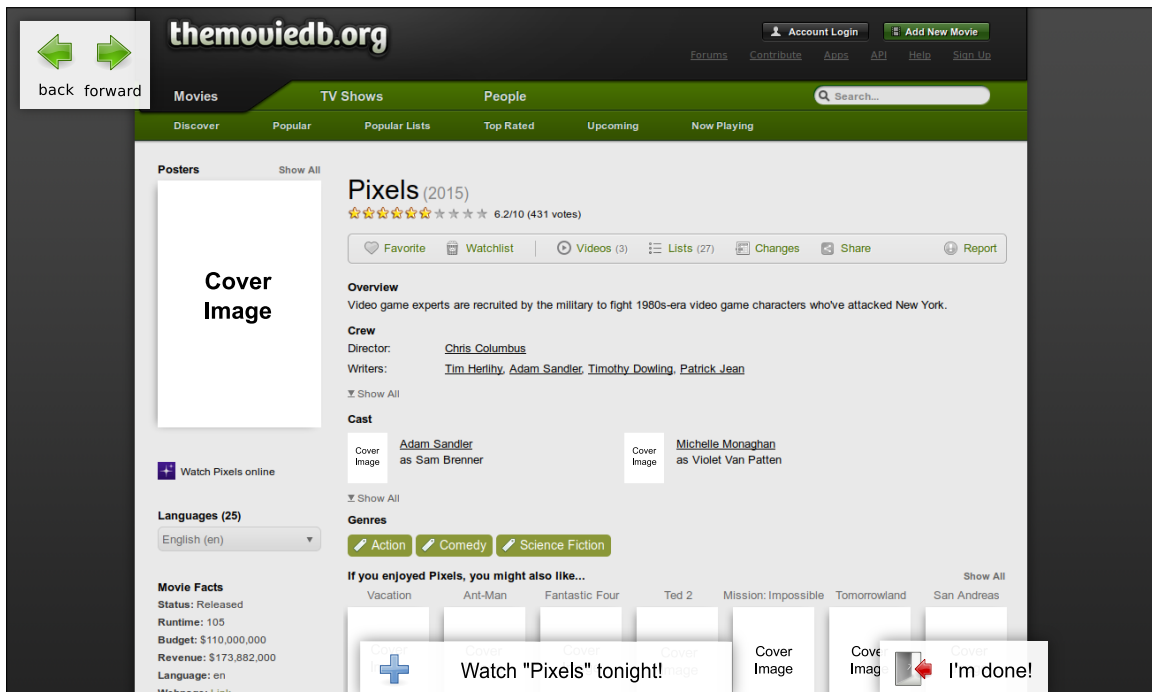 themoviedb.org
Account Login
Add New Movie
Forums Contribute Apps API Help Sign Up
back forward
Movies TV Shows People
Search...
Discover Popular Popular Lists Top Rated Upcoming Now Playing
Posters Show All
Cover
Image
Watch Pixels online
Languages (25)
English (en)
Movie Facts
Status: Released
Runtime: 105
Budget: $110,000,000
Revenue: $173,882,000
Language: en
Webpage: Link
Pixels (2015)
6.2/10 (431 votes)
Favorite Watchlist Videos (3) Lists (27) Changes Share Report
Overview
Video game experts are recruited by the military to fight 1980s-era video game characters who've attacked New York.
Crew
Director: Chris Columbus
Writers: Tim Herlihy, Adam Sandler, Timothy Dowling, Patrick Jean
Show All
Cast
Cover
Image
Adam Sandler
as Sam Brenner
Cover
Image
Michelle Monaghan
as Violet Van Patten
Show All
Genres
Action Comedy Science Fiction
If you enjoyed Pixels, you might also like... Show All
Vacation Ant-Man Fantastic Four Ted 2 Mission: Impossible Tomorrowland San Andreas
Cover
Image
Cover
Image
Watch "Pixels" tonight!
I'm done!